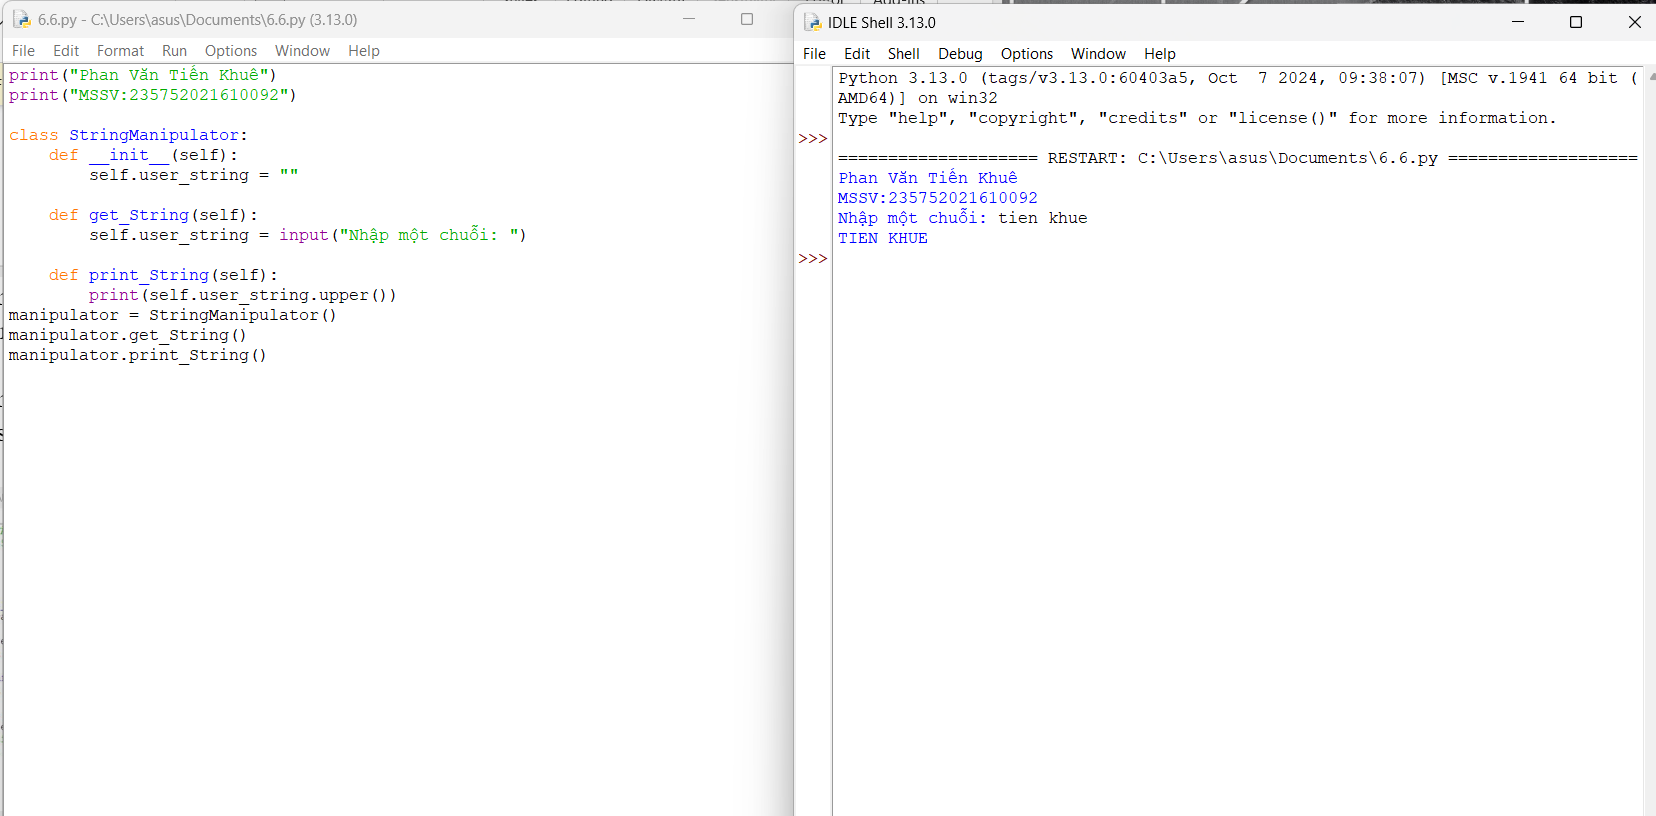 6.6.py - C:\Users\asus\Documents\6.6.py (3.13.0)
File Edit Format Run Options Window Help
print("Phan Văn Tiến Khuê")
print("MSSV:235752021610092")
class StringManipulator:
    def __init__(self):
        self.user_string = ""
    def get_String(self):
        self.user_string = input("Nhập một chuỗi: ")
    def print_String(self):
        print(self.user_string.upper())
manipulator = StringManipulator()
manipulator.get_String()
manipulator.print_String()
IDLE Shell 3.13.0
File Edit Shell Debug Options Window Help
Python 3.13.0 (tags/v3.13.0:60403a5, Oct  7 2024, 09:38:07) [MSC v.1941 64 bit (
AMD64)] on win32
Type "help", "copyright", "credits" or "license()" for more information.
>>>
==================== RESTART: C:\Users\asus\Documents\6.6.py ===================
Phan Văn Tiến Khuê
MSSV:235752021610092
Nhập một chuỗi: tien khue
TIEN KHUE
>>>